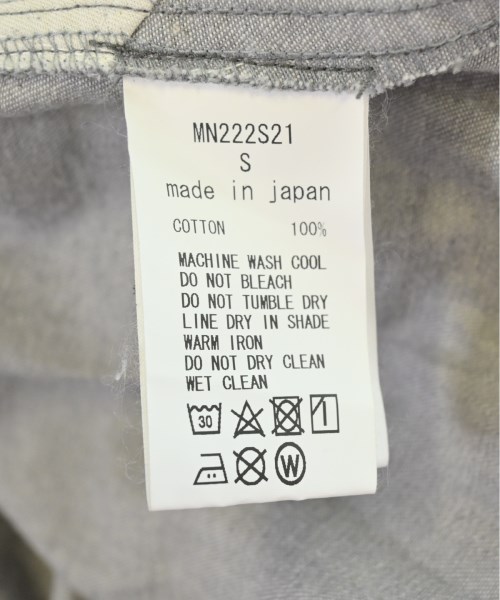 MN222S21
S
made in japan
COTTON 100%
MACHINE WASH COOL
DO NOT BLEACH
DO NOT TUMBLE DRY
LINE DRY IN SHADE
WARM IRON
DO NOT DRY CLEAN
WET CLEAN
30
W